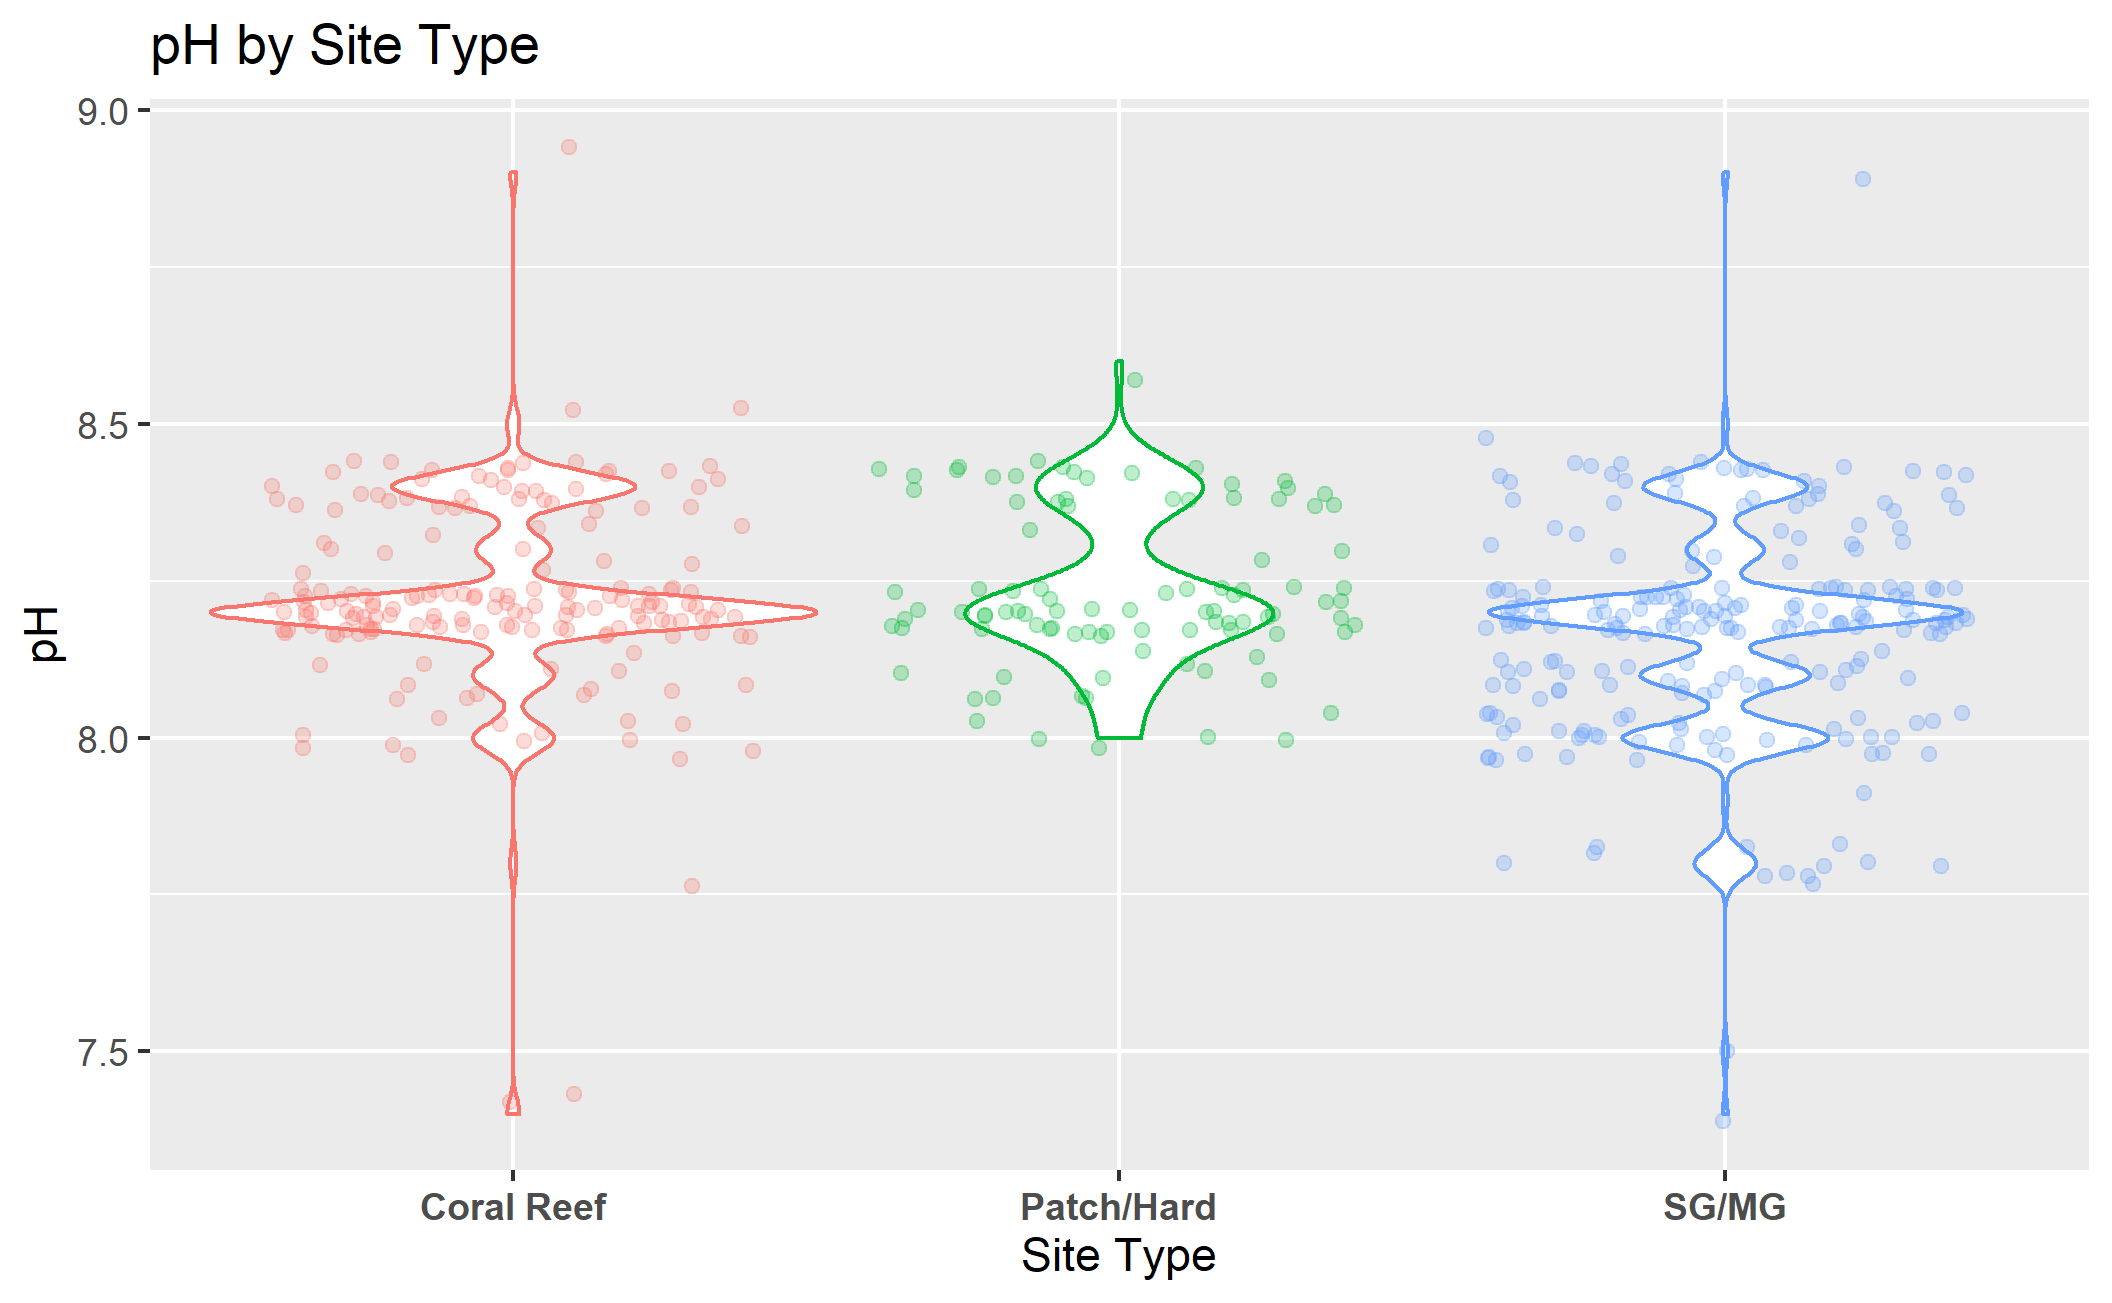 pH by Site Type
9.0
8.5
8.0
7.5
pH
Coral Reef
Patch/Hard
SG/MG
Site Type